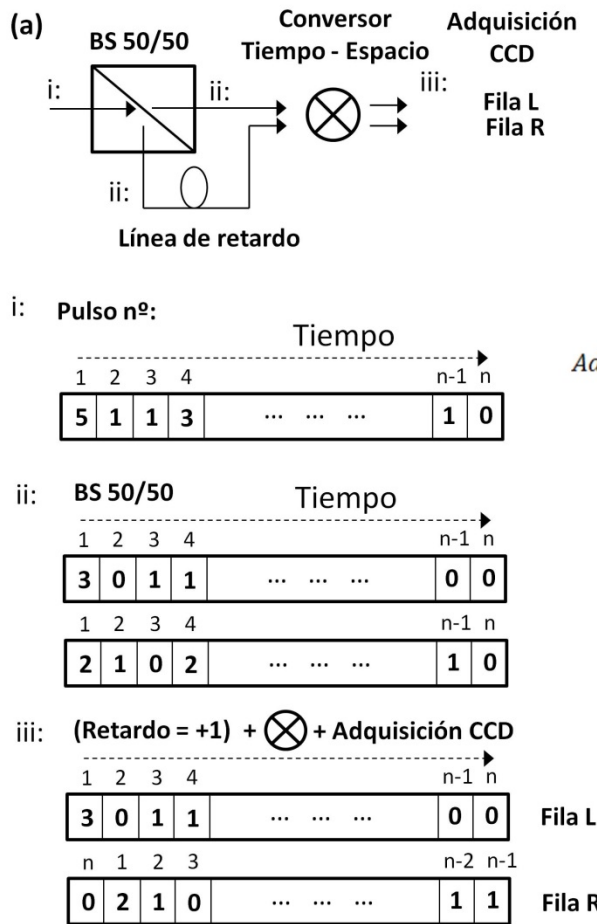 (a)
BS 50/50
Conversor
Tiempo - Espacio
Adquisición
CCD
i:
ii:
iii:
Fila L
Fila R
ii:
Línea de retardo
i: Pulso nº:
Tiempo
1 2 3 4 n-1 n
5 1 1 3 ... ... ... 1 0
Ad
ii: BS 50/50 Tiempo
1 2 3 4 n-1 n
3 0 1 1 ... ... ... 0 0
1 2 3 4 n-1 n
2 1 0 2 ... ... ... 1 0
iii: (Retardo = +1) + ⊗ + Adquisición CCD
1 2 3 4 n-1 n
3 0 1 1 ... ... ... 0 0 Fila L
n 1 2 3 n-2 n-1
0 2 1 0 ... ... ... 1 1 Fila R